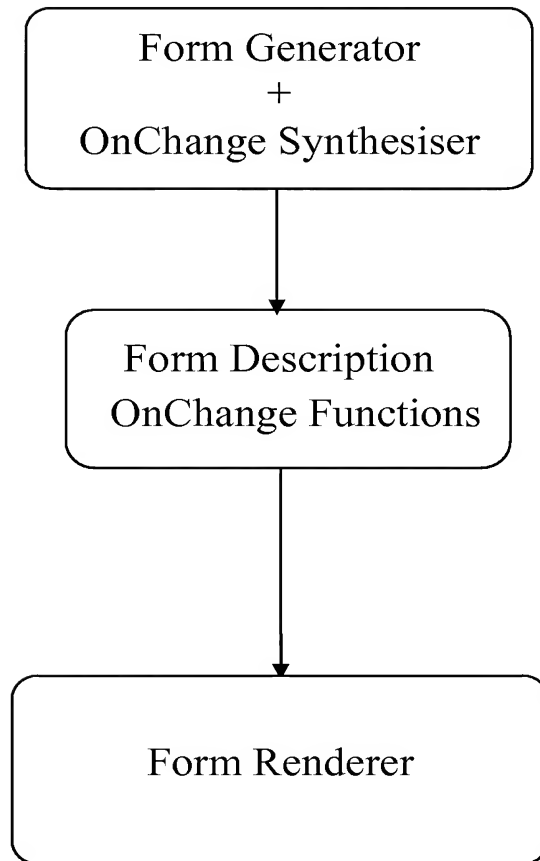 Form Generator
+
OnChange Synthesiser
Form Description
OnChange Functions
Form Renderer